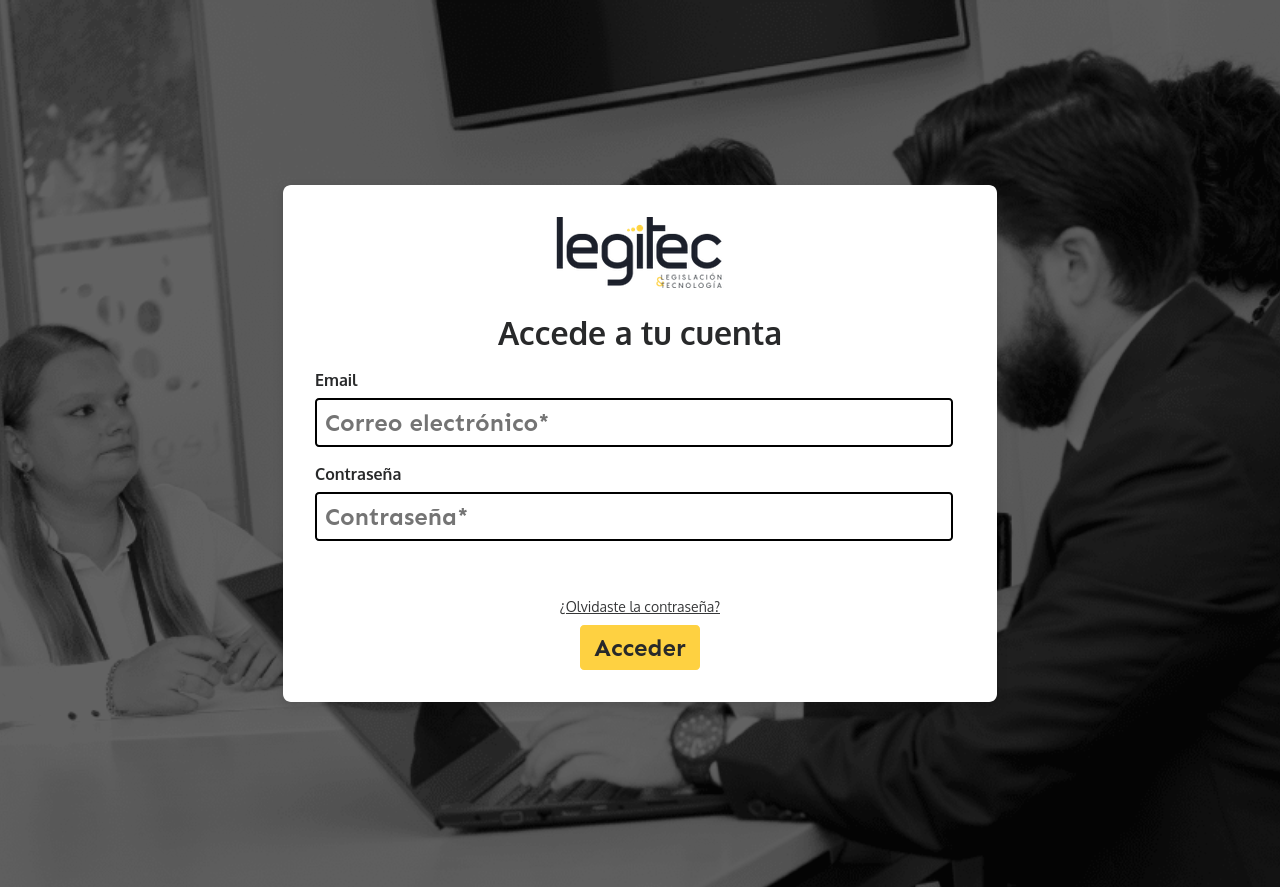 legitec
LEGISLACIÓN
& TECNOLOGÍA
Accede a tu cuenta
Email
Correo electrónico*
Contraseña
Contraseña*
¿Olvidaste la contraseña?
Acceder